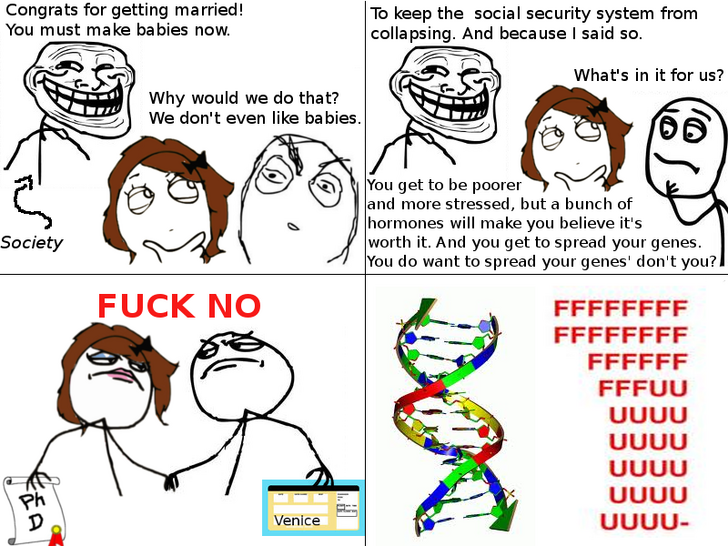 Congrats for getting married!
You must make babies now.
Why would we do that?
We don't even like babies.
Society
To keep the  social security system from
collapsing. And because I said so.
What's in it for us?
You get to be poorer
and more stressed, but a bunch of
hormones will make you believe it's
worth it. And you get to spread your genes.
You do want to spread your genes' don't you?
FUCK NO
Ph
D
Venice
FFFFFFFF
FFFFFFFF
FFFFFF
FFFUU
UUUU
UUUU
UUUU
UUUU
UUUU-